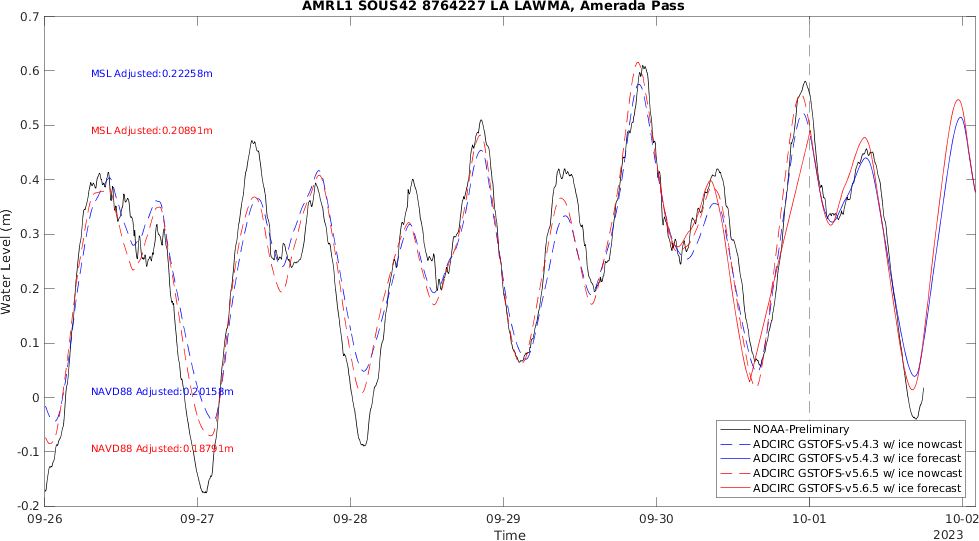 AMRL1 SOUS42 8764227 LA LAWMA, Amerada Pass
0.7
0.6
0.5
0.4
0.3
0.2
0.1
0
-0.1
-0.2
Water Level (m)
MSL Adjusted:0.22258m
MSL Adjusted:0.20891m
NAVD88 Adjusted:0.20158m
NAVD88 Adjusted:0.18791m
NOAA-Preliminary
ADCIRC GSTOFS-v5.4.3 w/ ice nowcast
ADCIRC GSTOFS-v5.4.3 w/ ice forecast
ADCIRC GSTOFS-v5.6.5 w/ ice nowcast
ADCIRC GSTOFS-v5.6.5 w/ ice forecast
09-26 09-27 09-28 09-29 09-30 10-01 10-02
Time
2023